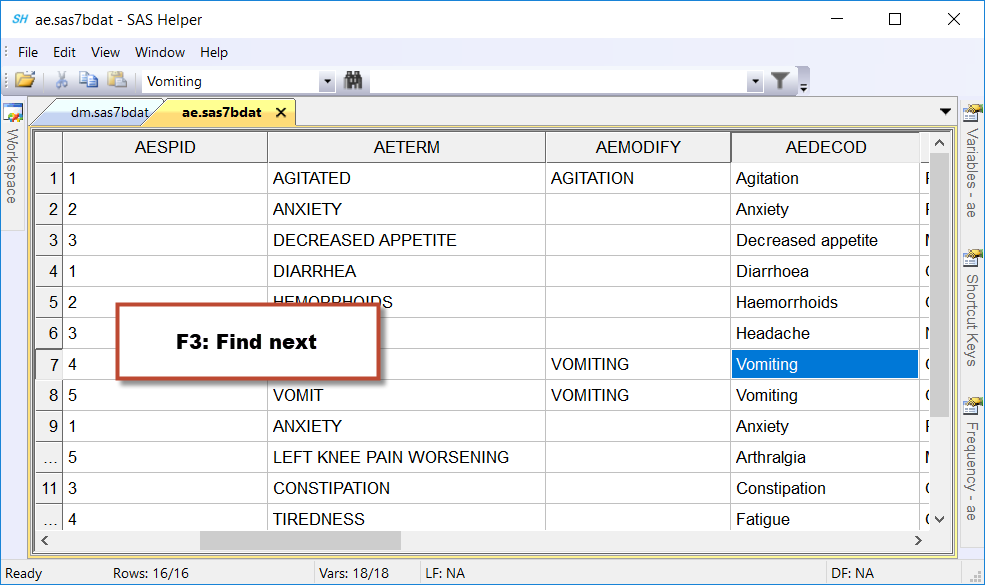 SH ae.sas7bdat - SAS Helper
File Edit View Window Help
Vomiting
dm.sas7bdat ae.sas7bdat
Workspace
AESPID AETERM AEMODIFY AEDECOD
1 1 AGITATED AGITATION Agitation
2 2 ANXIETY Anxiety
3 3 DECREASED APPETITE Decreased appetite
4 1 DIARRHEA Diarrhoea
5 2 HEMORRHOIDS Haemorrhoids
6 3 Headache
F3: Find next
7 4 VOMITING Vomiting
8 5 VOMIT VOMITING Vomiting
9 1 ANXIETY Anxiety
... 5 LEFT KNEE PAIN WORSENING Arthralgia
11 3 CONSTIPATION Constipation
... 4 TIREDNESS Fatigue
Variables - ae
Shortcut Keys
Frequency - ae
Ready Rows: 16/16 Vars: 18/18 LF: NA DF: NA